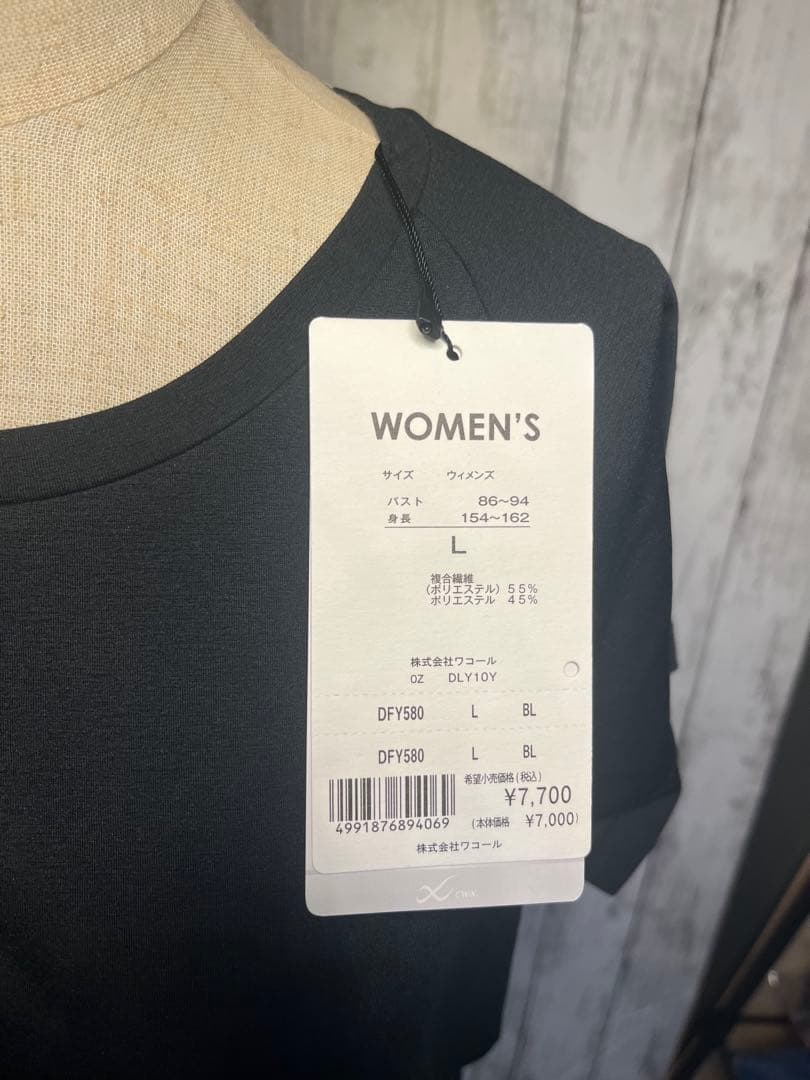 WOMEN'S
サイズ ウィメンズ
バスト 86~94
身長 154~162
L
複合繊維
(ポリエステル) 55%
ポリエステル 45%
株式会社ワコール
OZ DLY10Y
DFY580 L BL
DFY580 L BL
希望小売価格(税込)
¥7,700
4991876894069 (本体価格 ¥7,000)
株式会社ワコール
CW-X